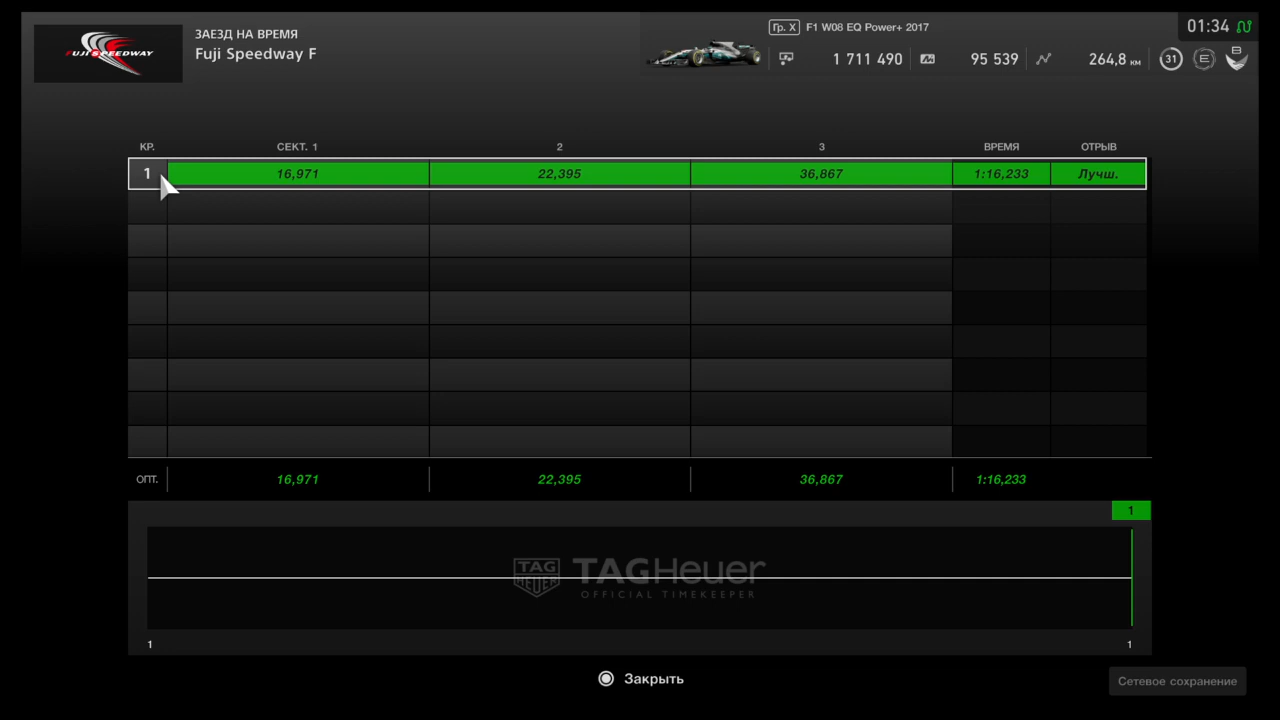 FUJI SPEEDWAY
ЗАЕЗД НА ВРЕМЯ
Fuji Speedway F
Гр. X F1 W08 EQ Power+ 2017
1 711 490 95 539 264,8 км 31 E B
01:34
КР. СЕКТ. 1 2 3 ВРЕМЯ ОТРЫВ
1 16,971 22,395 36,867 1:16,233 Лучш.
ОПТ. 16,971 22,395 36,867 1:16,233
1
TAG HEUER TAGHeuer
OFFICIAL TIMEKEEPER
1 1
Закрыть
Сетевое сохранение